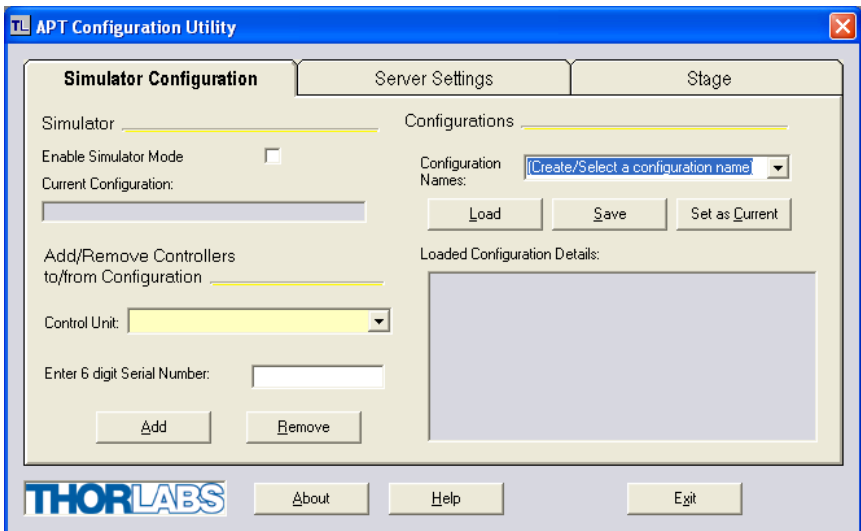 TL APT Configuration Utility
Simulator Configuration
Server Settings
Stage
Simulator
Enable Simulator Mode
Current Configuration:
Add/Remove Controllers
to/from Configuration
Control Unit:
Enter 6 digit Serial Number:
Add
Remove
Configurations
Configuration
Names:
(Create/Select a configuration name)
Load
Save
Set as Current
Loaded Configuration Details:
THORLABS
About
Help
Exit